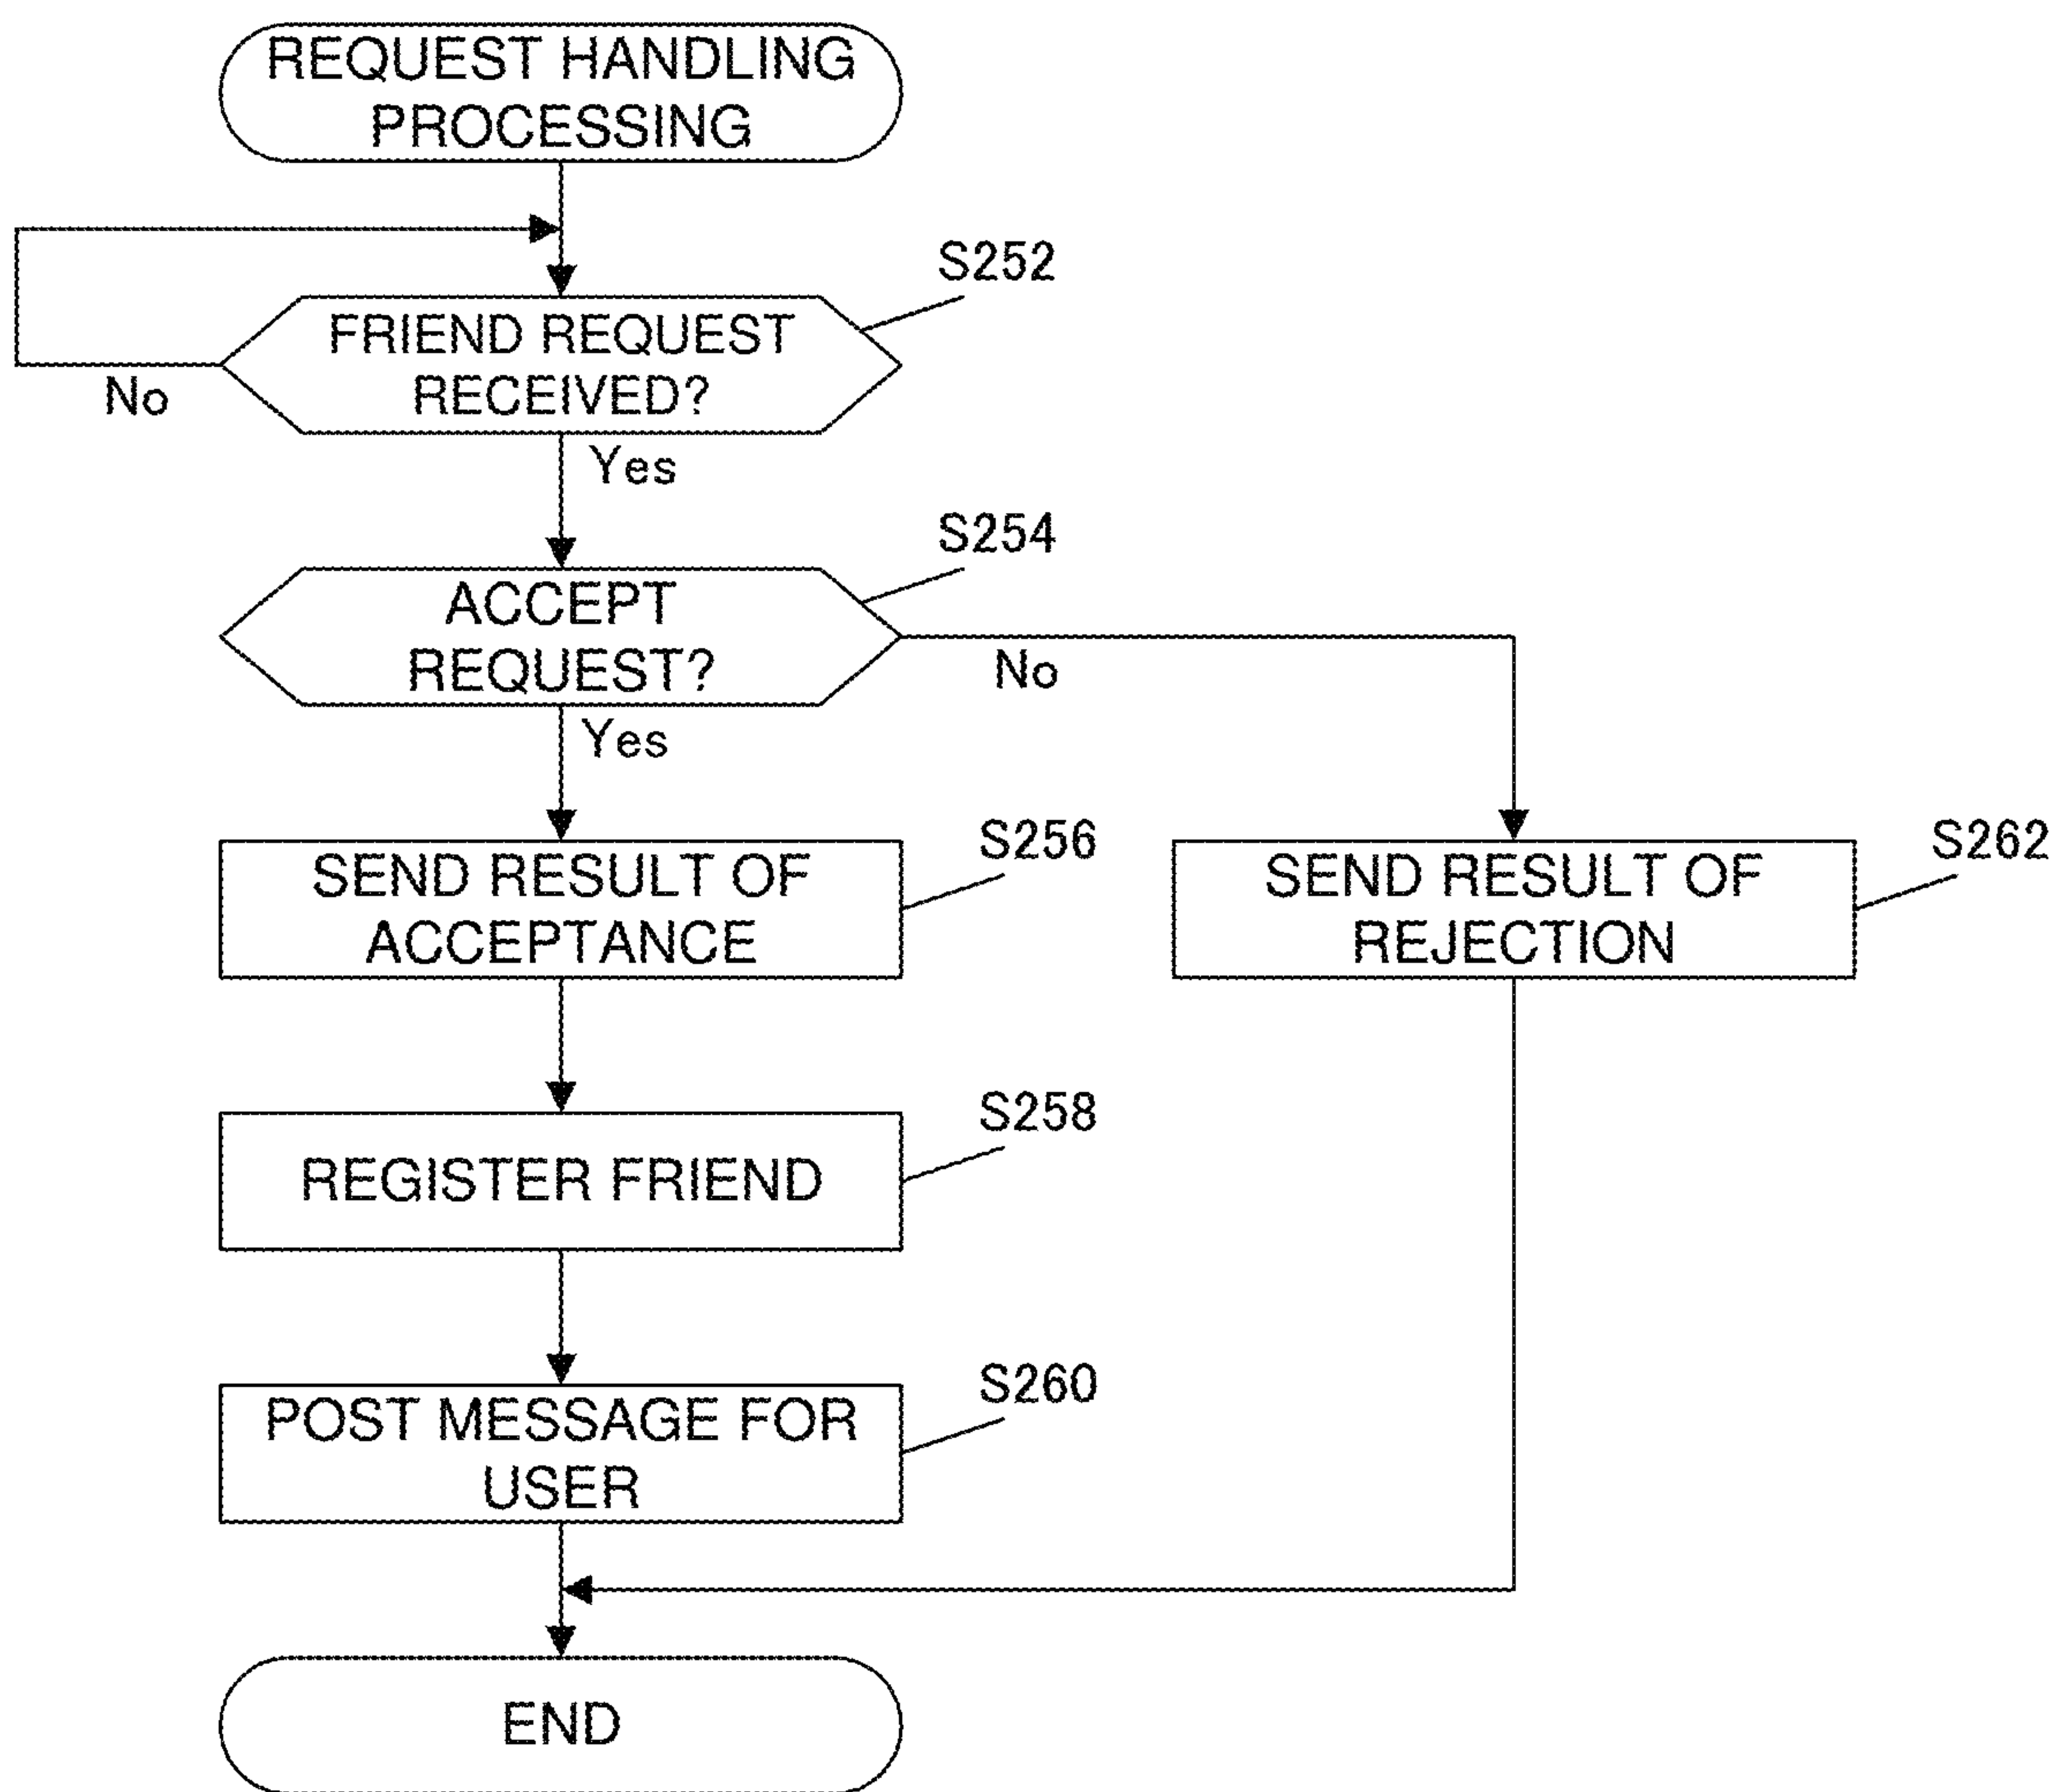 REQUEST HANDLING
PROCESSING
S252
FRIEND REQUEST
RECEIVED?
No
Yes
S254
ACCEPT
REQUEST?
No
Yes
S256
SEND RESULT OF
ACCEPTANCE
S262
SEND RESULT OF
REJECTION
S258
REGISTER FRIEND
S260
POST MESSAGE FOR
USER
END